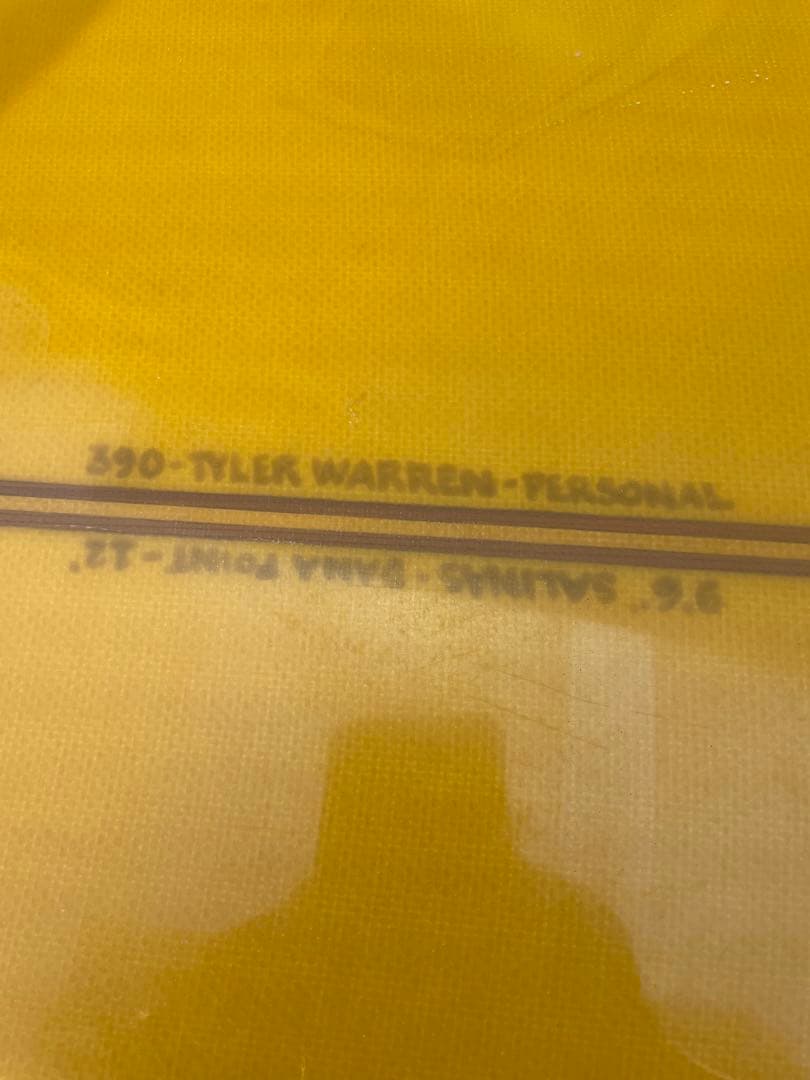 390-TYLER WARREN-PERSONAL
9'6" SALINAS - DANA POINT - 12'